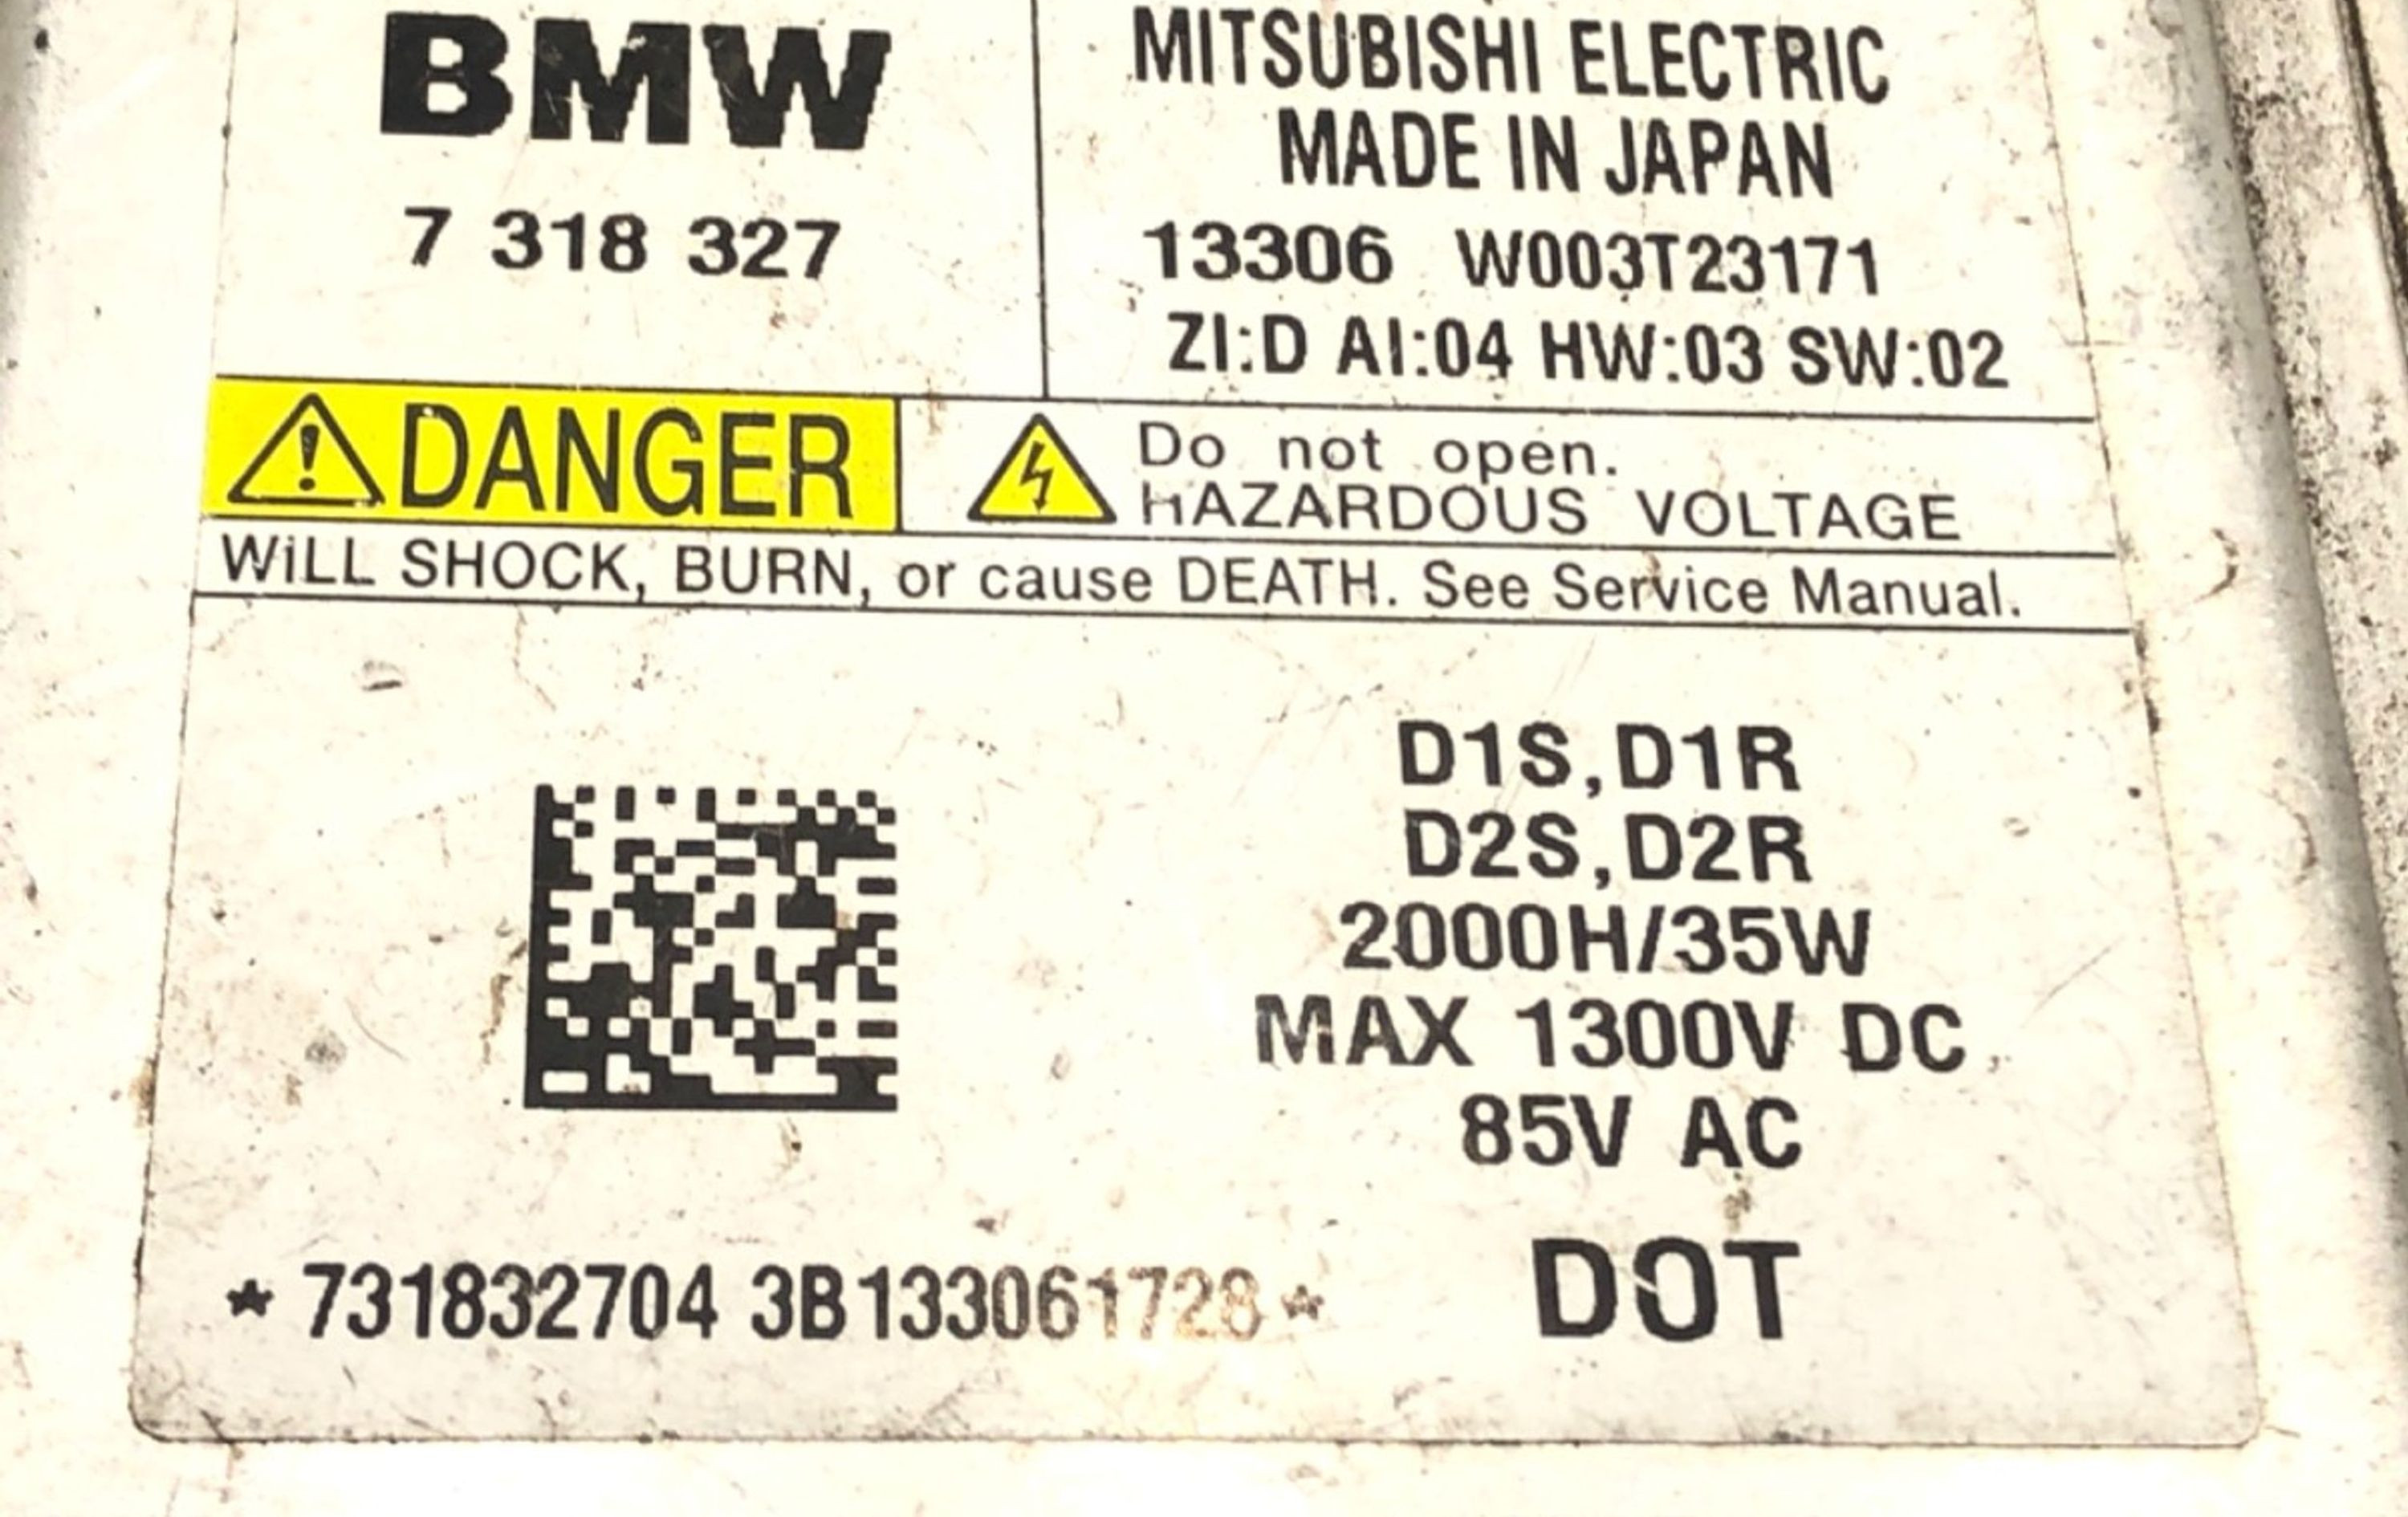 BMW
7 318 327
MITSUBISHI ELECTRIC
MADE IN JAPAN
13306 W003T23171
ZI:D AI:04 HW:03 SW:02
DANGER
Do not open.
HAZARDOUS VOLTAGE
WiLL SHOCK, BURN, or cause DEATH. See Service Manual.
D1S,D1R
D2S,D2R
2000H/35W
MAX 1300V DC
85V AC
*731832704 3B133061728*
DOT